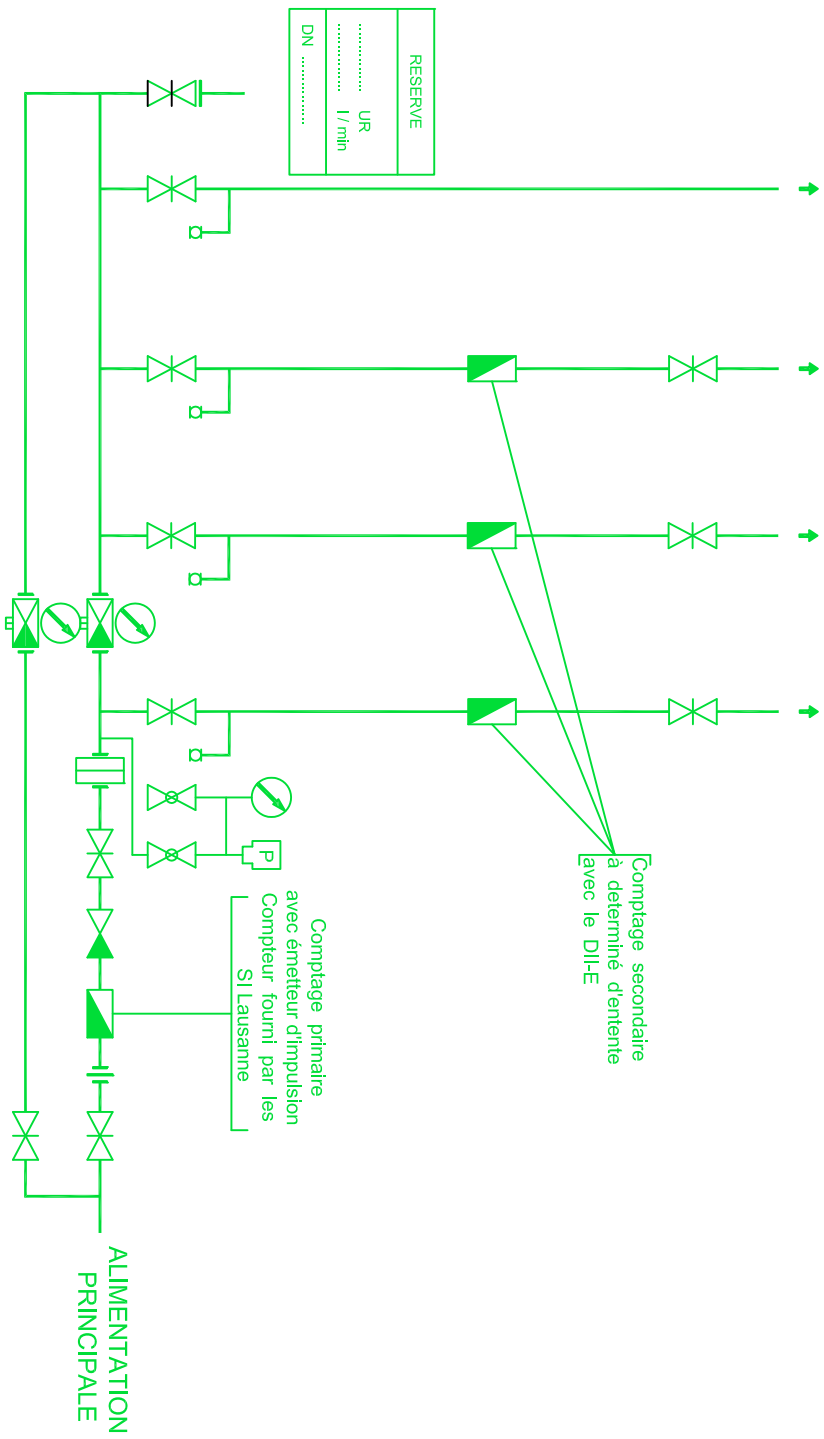 RESERVE
............ UR
............ l / min
DN ............
Comptage secondaire
à determiné d'entente
avec le DII-E
P
Comptage primaire
avec émetteur d'impulsion
Compteur fourni par les
SI Lausanne
ALIMENTATION
PRINCIPALE